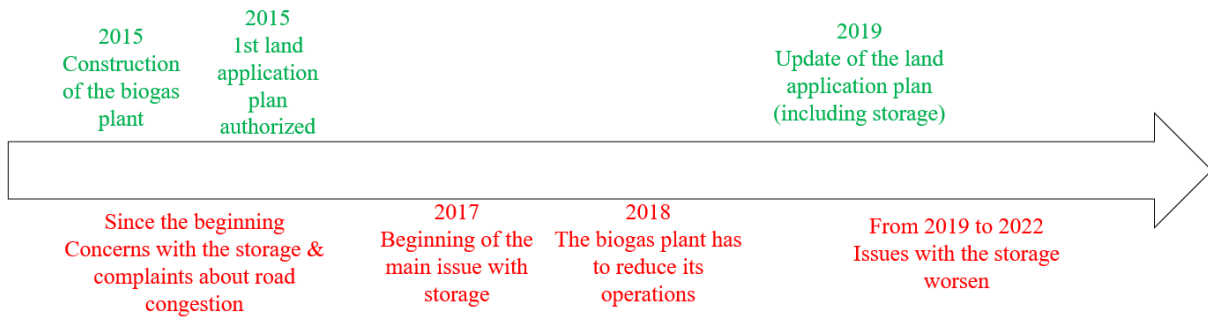 2015
Construction
of the biogas
plant
2015
1st land
application
plan
authorized
2019
Update of the land
application plan
(including storage)
Since the beginning
Concerns with the storage &
complaints about road
congestion
2017
Beginning of the
main issue with
storage
2018
The biogas plant has
to reduce its
operations
From 2019 to 2022
Issues with the storage
worsen